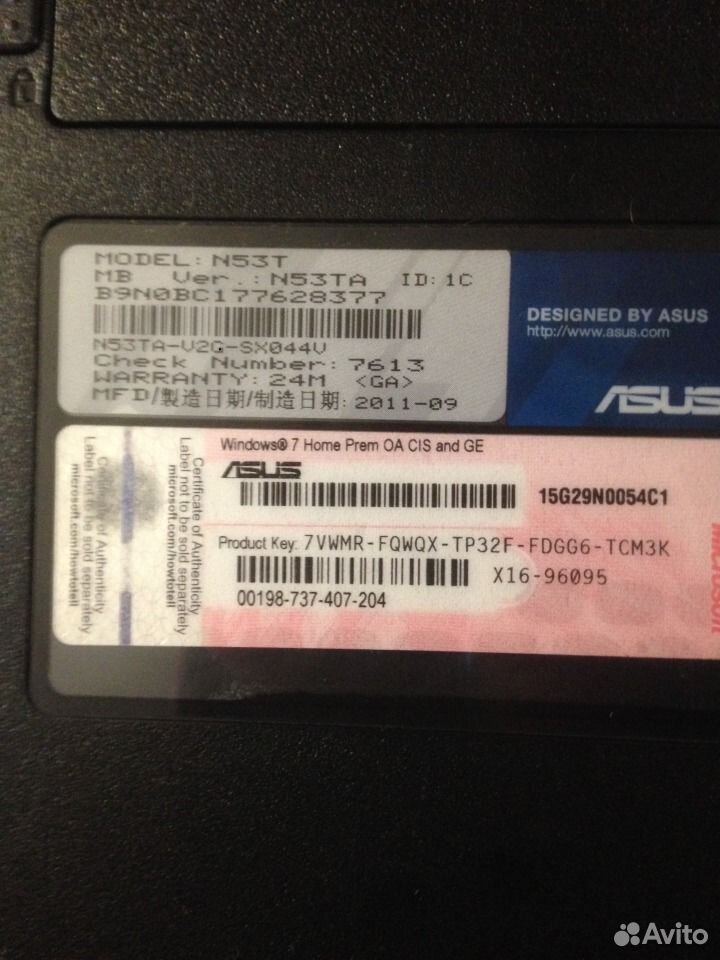 MODEL: N53T
MB Ver.: N53TA ID: 1C
B9N0BC177628377
N53TA-V2G-SX044V
Check Number: 7613
WARRANTY: 24M <GA>
MFD/製造日期/制造日期: 2011-09
DESIGNED BY ASUS
http://www.asus.com
ASUS
Certificate of Authenticity
Label not to be sold separately
microsoft.com/howtotell
Certificate of Authenticity
Label not to be sold separately
microsoft.com/howtotell
Windows® 7 Home Prem OA CIS and GE
ASUS
15G29N0054C1
Product Key: 7VWMR-FQWQX-TP32F-FDGG6-TCM3K
X16-96095
00198-737-407-204
Microsoft
Avito